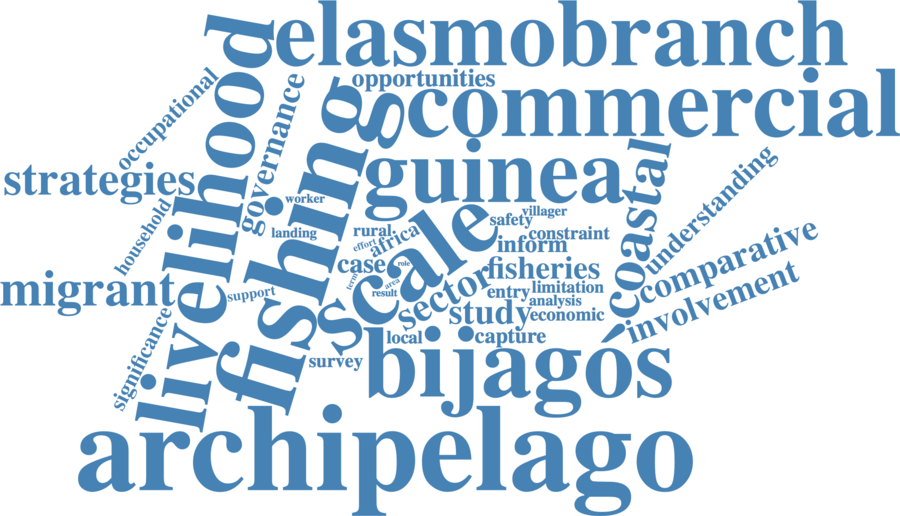 elasmobranch
opportunities
commercial
livelihood
occupational
governance
fishing
guinea
strategies
coastal
understanding
worker
household
landing
scale
safety
villager
rural
effort
africa
constraint
inform
comparative
case
role
fisheries
migrant
support
term
area
result
sector
entry
limitation
analysis
involvement
study
economic
significance
local
capture
survey
bijagós
archipelago